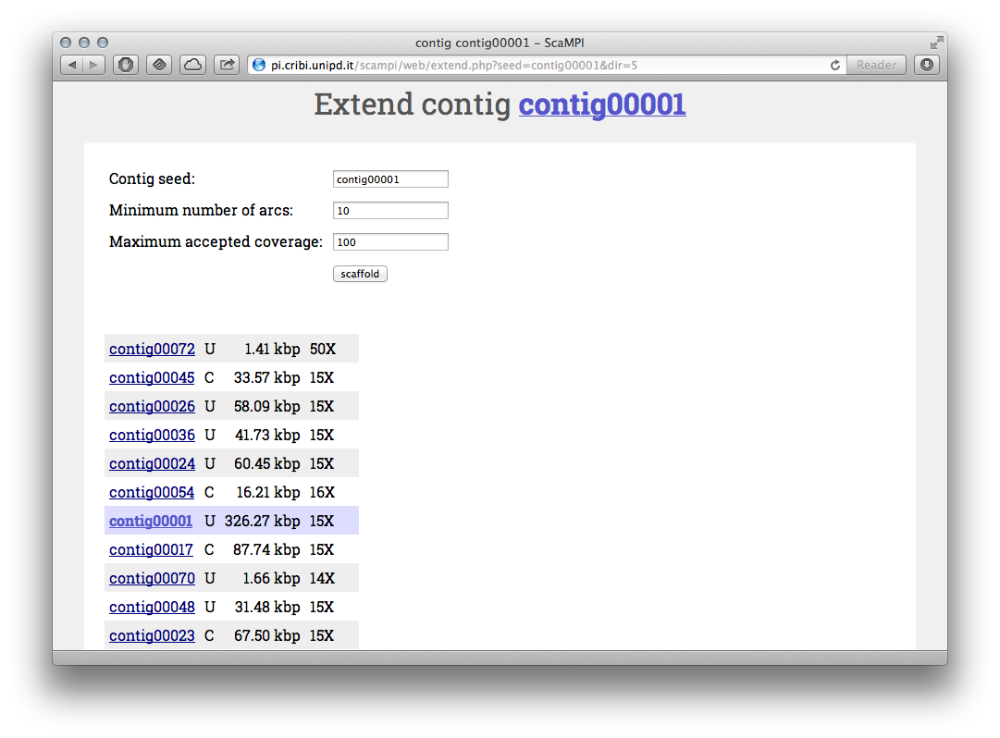 contig contig00001 – ScaMPI
pi.cribi.unipd.it/scampi/web/extend.php?seed=contig00001&dir=5
Reader
Extend contig contig00001
Contig seed: contig00001
Minimum number of arcs: 10
Maximum accepted coverage: 100
scaffold
contig00072 U 1.41 kbp 50X
contig00045 C 33.57 kbp 15X
contig00026 U 58.09 kbp 15X
contig00036 U 41.73 kbp 15X
contig00024 U 60.45 kbp 15X
contig00054 C 16.21 kbp 16X
contig00001 U 326.27 kbp 15X
contig00017 C 87.74 kbp 15X
contig00070 U 1.66 kbp 14X
contig00048 U 31.48 kbp 15X
contig00023 C 67.50 kbp 15X